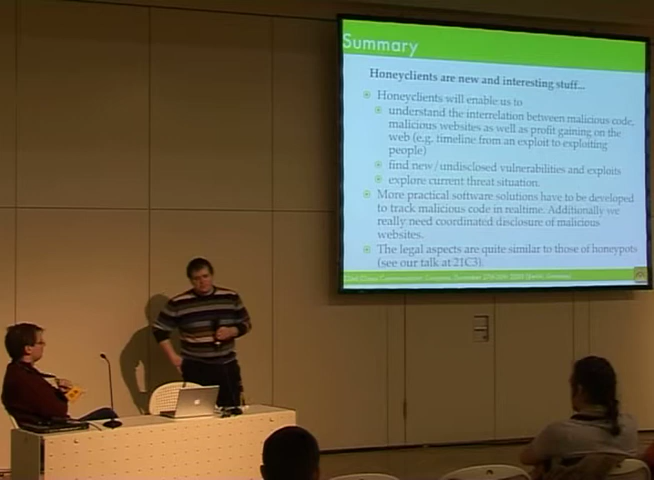 Summary
Honeyclients are new and interesting stuff...
Honeyclients will enable us to
understand the interrelation between malicious code,
malicious websites as well as profit gaining on the
web (e.g. timeline from an exploit to exploiting
people)
find new/undisclosed vulnerabilities and exploits
explore current threat situation.
More practical software solutions have to be developed
to track malicious code in realtime. Additionally we
really need coordinated disclosure of malicious
websites.
The legal aspects are quite similar to those of honeypots
(see our talk at 21C3).